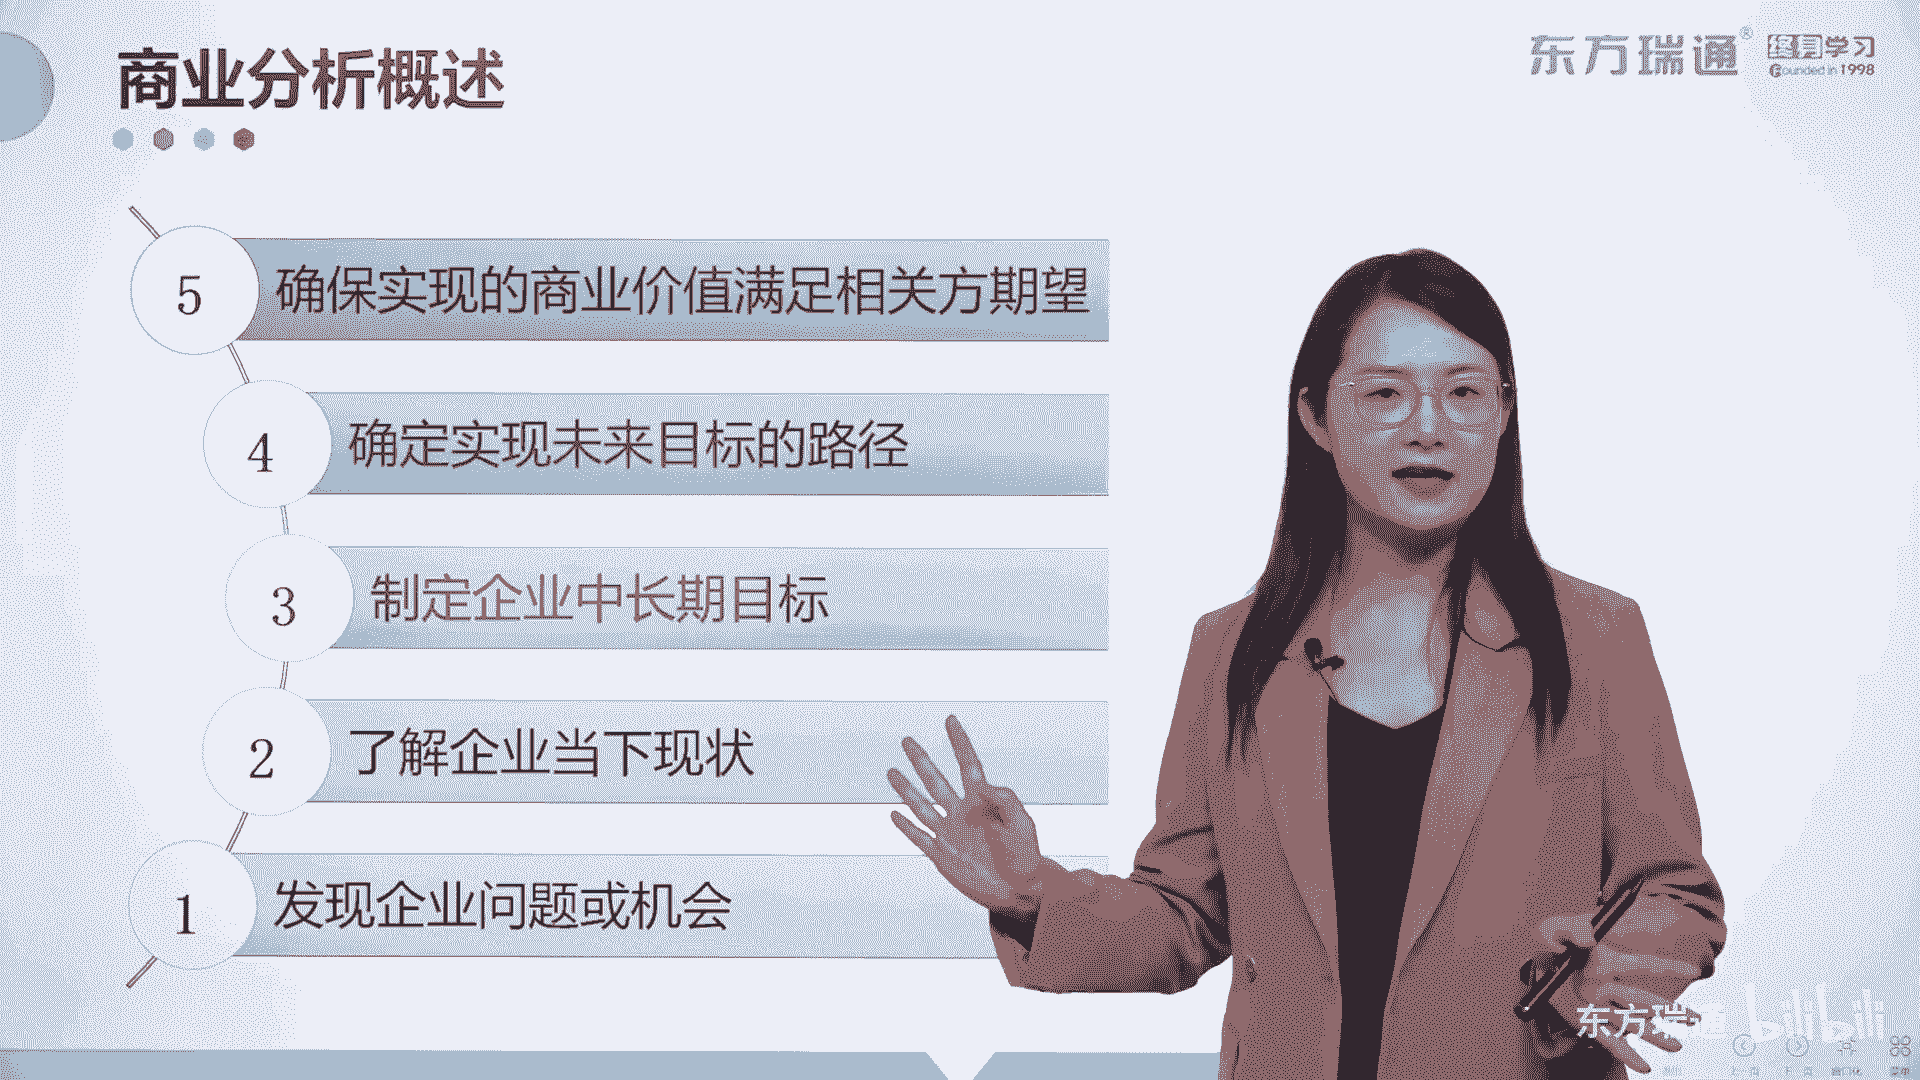 商业分析概述
东方瑞通®
终身学习
Founded in 1998
5 确保实现的商业价值满足相关方期望
4 确定实现未来目标的路径
3 制定企业中长期目标
2 了解企业当下现状
1 发现企业问题或机会
东方瑞通 bilibili